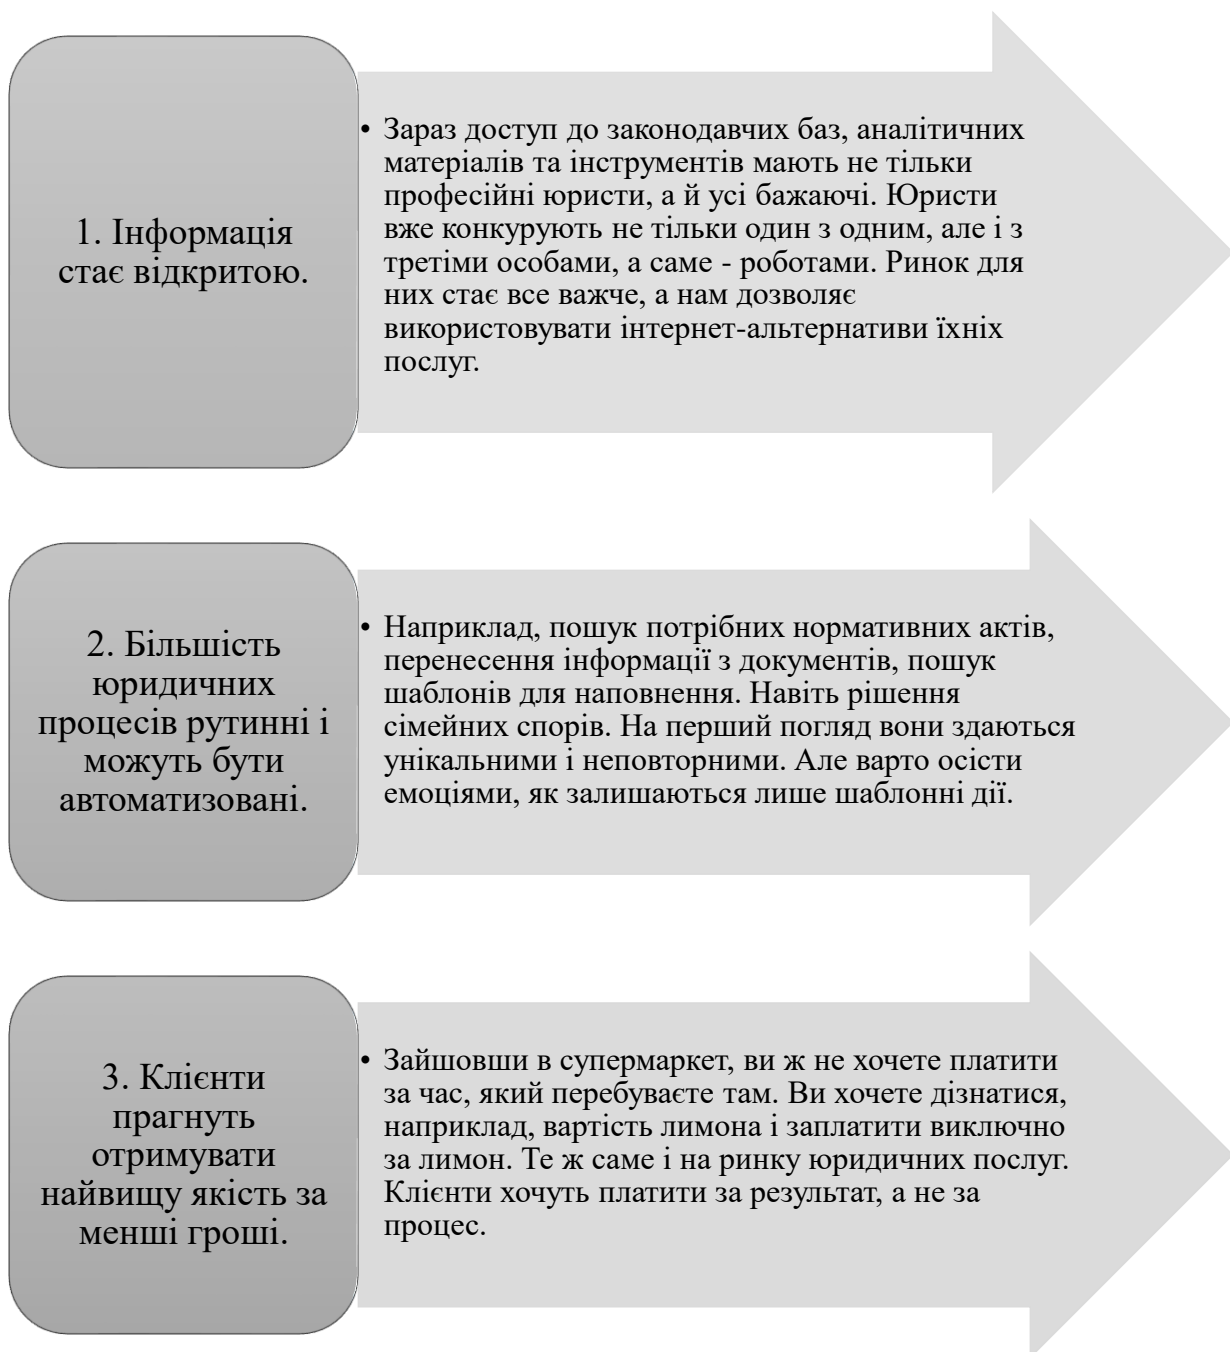 1. Інформація
стає відкритою.
• Зараз доступ до законодавчих баз, аналітичних
матеріалів та інструментів мають не тільки
професійні юристи, а й усі бажаючі. Юристи
вже конкурують не тільки один з одним, але і з
третіми особами, а саме - роботами. Ринок для
них стає все важче, а нам дозволяє
використовувати інтернет-альтернативи їхніх
послуг.
2. Більшість
юридичних
процесів рутинні і
можуть бути
автоматизовані.
• Наприклад, пошук потрібних нормативних актів,
перенесення інформації з документів, пошук
шаблонів для наповнення. Навіть рішення
сімейних спорів. На перший погляд вони здаються
унікальними і неповторними. Але варто осісти
емоціями, як залишаються лише шаблонні дії.
3. Клієнти
прагнуть
отримувати
найвищу якість за
менші гроші.
• Зайшовши в супермаркет, ви ж не хочете платити
за час, який перебуваєте там. Ви хочете дізнатися,
наприклад, вартість лимона і заплатити виключно
за лимон. Те ж саме і на ринку юридичних послуг.
Клієнти хочуть платити за результат, а не за
процес.